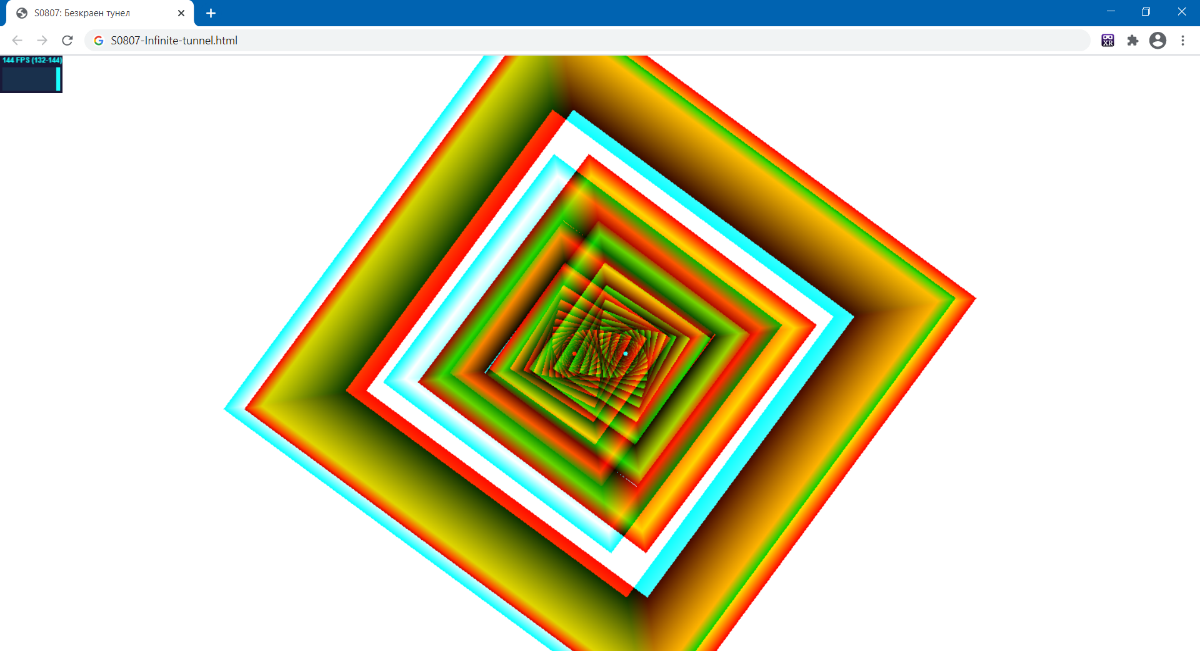 S0807: Безкраен тунел
S0807-Infinite-tunnel.html
144 FPS (132-144)